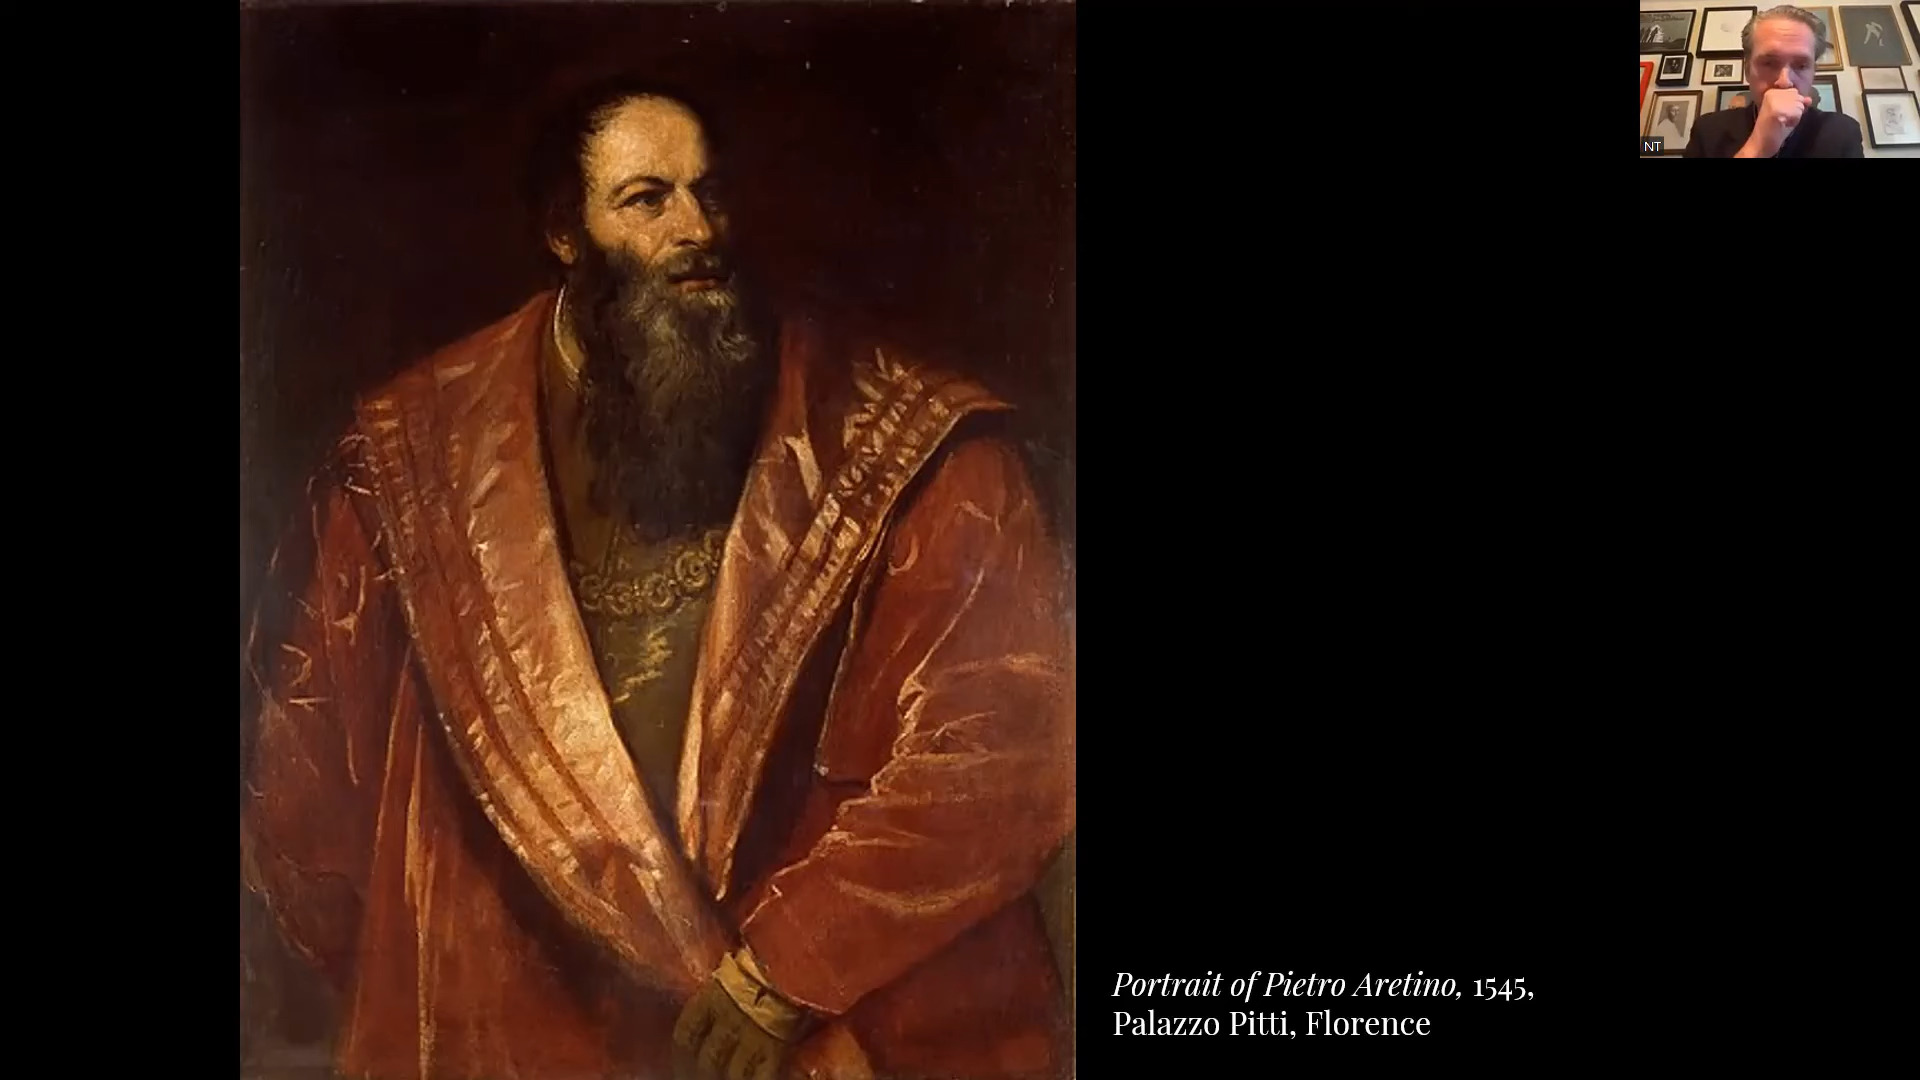 NT
Portrait of Pietro Aretino, 1545,
Palazzo Pitti, Florence